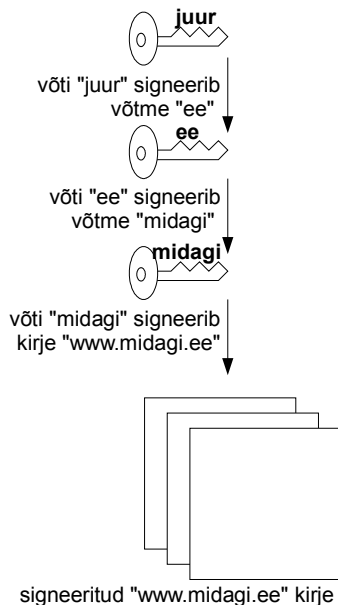 juur
võti "juur" signeerib
võtme "ee"
ee
võti "ee" signeerib
võtme "midagi"
midagi
võti "midagi" signeerib
kirje "www.midagi.ee"
signeeritud "www.midagi.ee" kirje